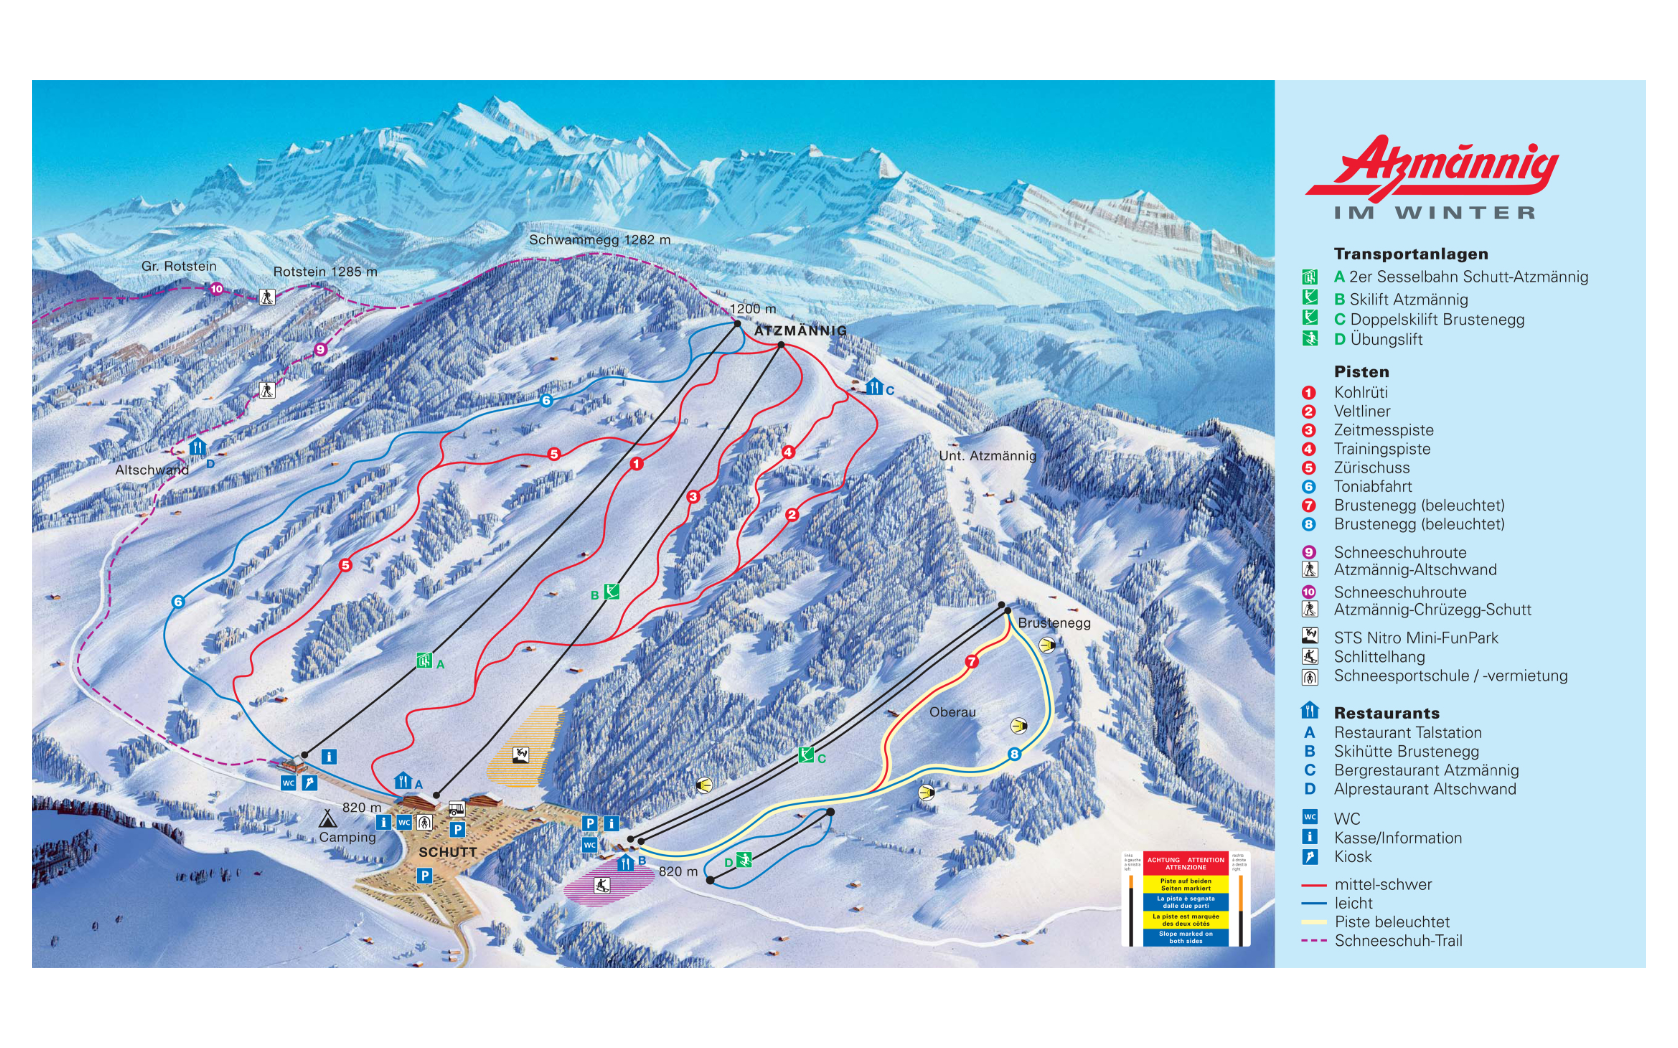 Schwammegg 1282 m
Gr. Rotstein
Rotstein 1285 m
10
1200 m
ATZMÄNNIG
9
6
C
Altschwand
D
5
1
4
Unt. Atzmännig
3
2
5
B
6
Brustenegg
A
7
Oberau
8
C
i
WC
A
820 m
Camping
i
WC
P
P
i
WC
SCHUTT
P
B
820 m
D
ACHTUNG ATTENTION
ATTENZIONE
Piste auf beiden
Seiten markiert
La pista è segnata
dalle due parti
La piste est marquée
des deux côtés
Slope marked on
both sides
Atzmännig
IM WINTER
Transportanlagen
A 2er Sesselbahn Schutt-Atzmännig
B Skilift Atzmännig
C Doppelskilift Brustenegg
D Übungslift
Pisten
1 Kohlrüti
2 Veltliner
3 Zeitmesspiste
4 Trainingspiste
5 Zürischuss
6 Toniabfahrt
7 Brustenegg (beleuchtet)
8 Brustenegg (beleuchtet)
9 Schneeschuhroute
Atzmännig-Altschwand
10 Schneeschuhroute
Atzmännig-Chrüzegg-Schutt
STS Nitro Mini-FunPark
Schlittelhang
Schneesportschule / -vermietung
Restaurants
A Restaurant Talstation
B Skihütte Brustenegg
C Bergrestaurant Atzmännig
D Alprestaurant Altschwand
WC WC
i Kasse/Information
Kiosk
mittel-schwer
leicht
Piste beleuchtet
Schneeschuh-Trail